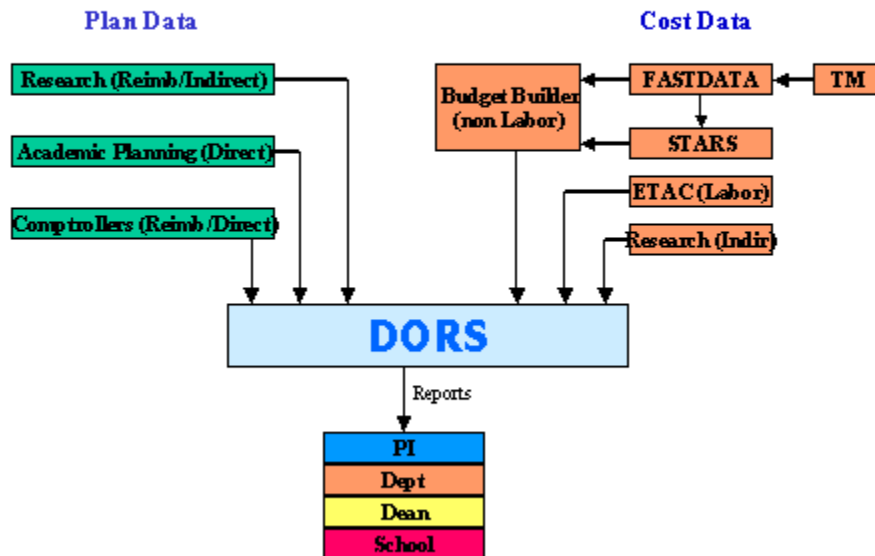 Plan Data
Cost Data
Research (Reimb/Indirect)
Academic Planning (Direct)
Comptrollers (Reimb/Direct)
Budget Builder
(non Labor)
FASTDATA
TM
STARS
ETAC (Labor)
Research (Indir)
DORS
Reports
PI
Dept
Dean
School